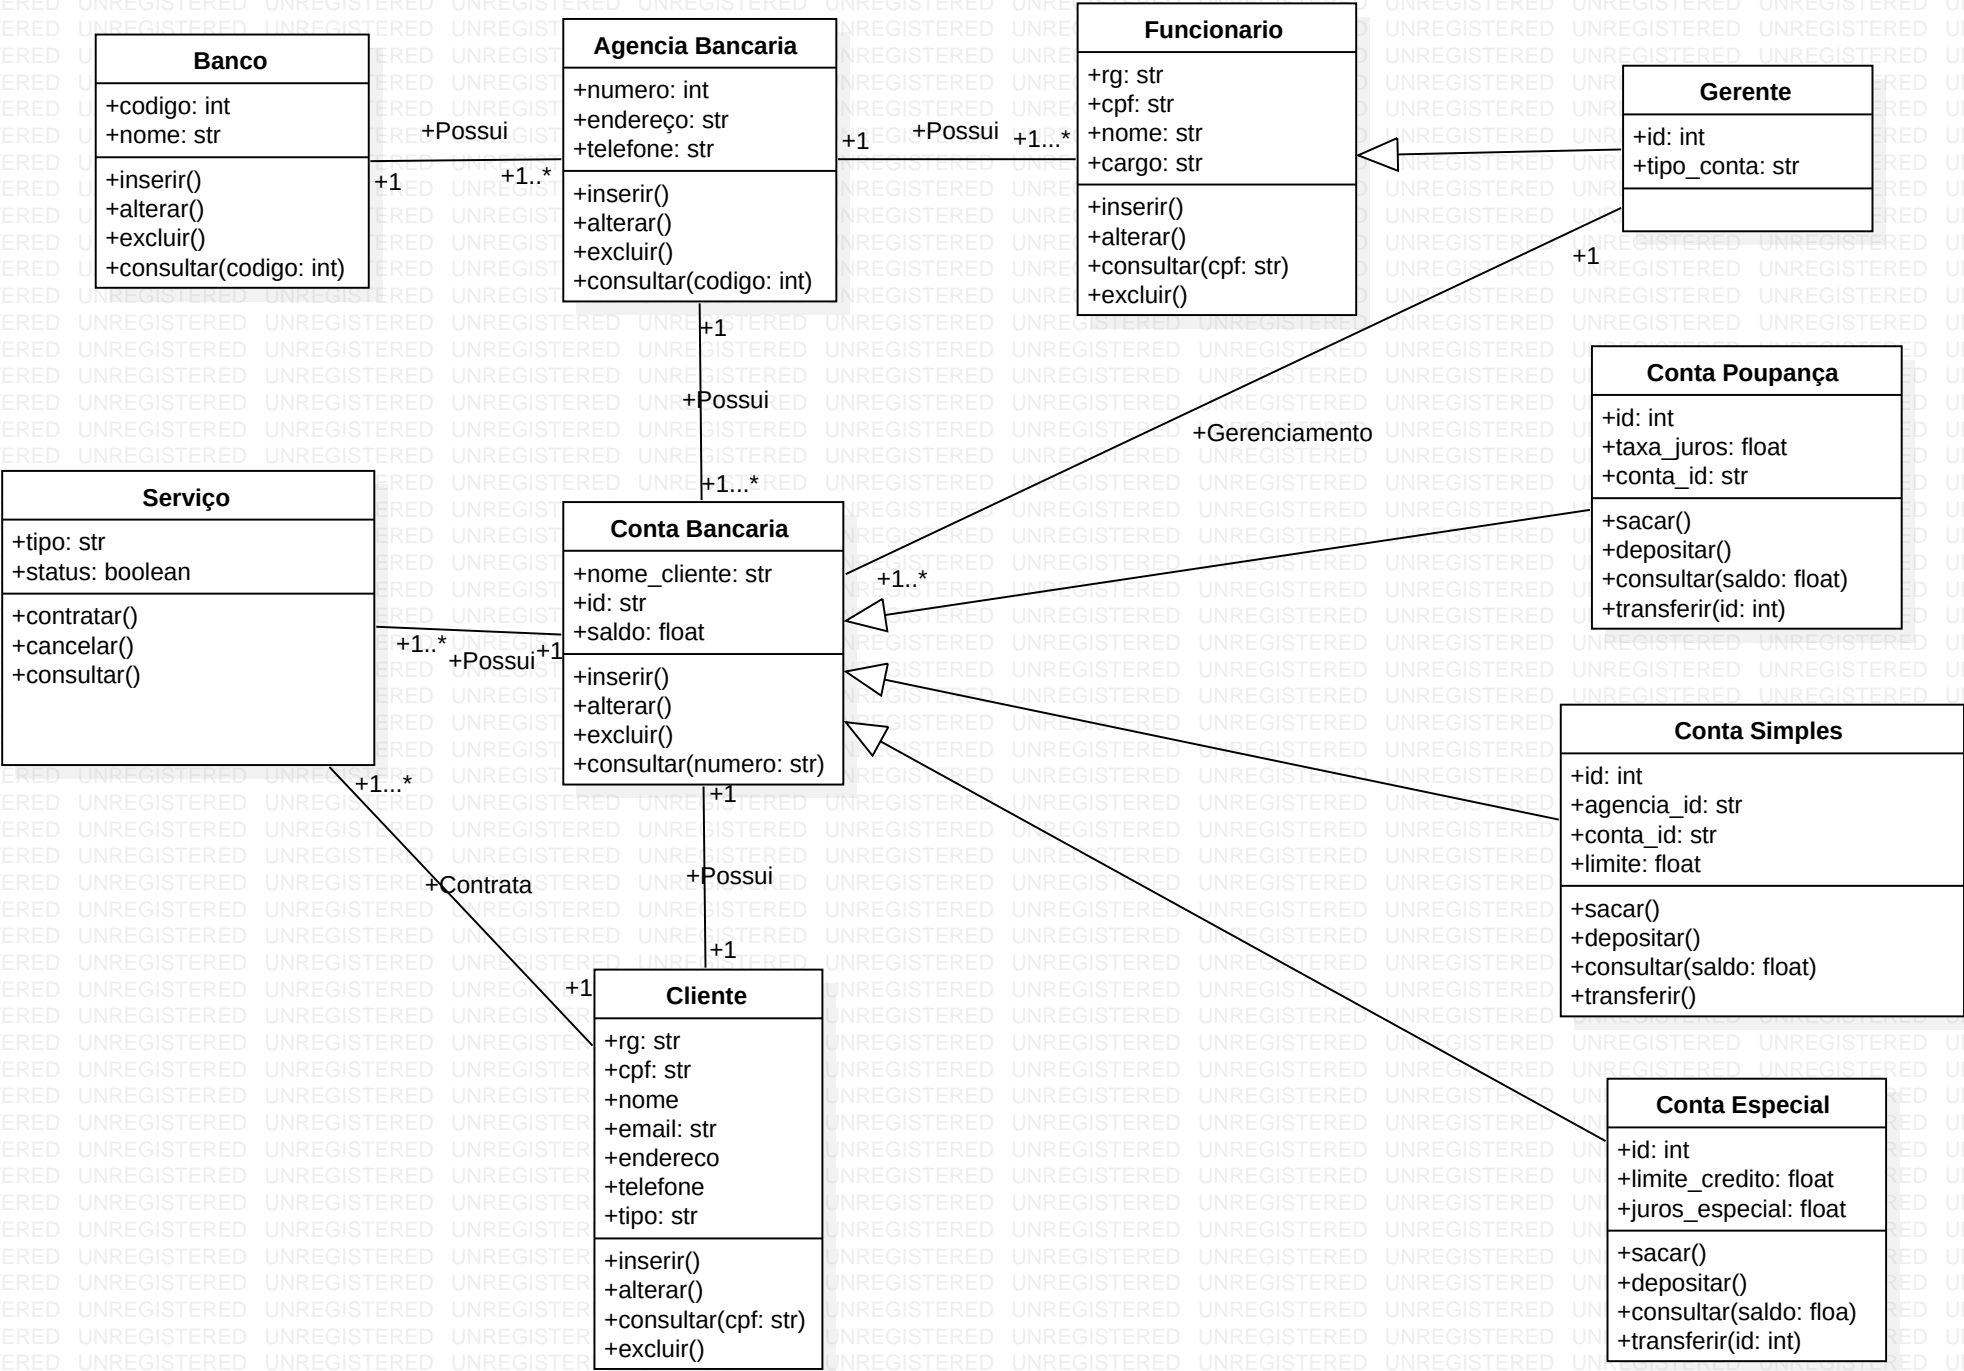 Banco
+codigo: int
+nome: str
+inserir()
+alterar()
+excluir()
+consultar(codigo: int)
+Possui
+1
+1..*
Agencia Bancaria
+numero: int
+endereço: str
+telefone: str
+inserir()
+alterar()
+excluir()
+consultar(codigo: int)
+1
+Possui
+1...*
Funcionario
+rg: str
+cpf: str
+nome: str
+cargo: str
+inserir()
+alterar()
+consultar(cpf: str)
+excluir()
Gerente
+id: int
+tipo_conta: str
+1
+Gerenciamento
+1..*
+1
+Possui
+1...*
Conta Poupança
+id: int
+taxa_juros: float
+conta_id: str
+sacar()
+depositar()
+consultar(saldo: float)
+transferir(id: int)
Serviço
+tipo: str
+status: boolean
+contratar()
+cancelar()
+consultar()
+1..*
+Possui
+1
Conta Bancaria
+nome_cliente: str
+id: str
+saldo: float
+inserir()
+alterar()
+excluir()
+consultar(numero: str)
Conta Simples
+id: int
+agencia_id: str
+conta_id: str
+limite: float
+sacar()
+depositar()
+consultar(saldo: float)
+transferir()
+1...*
+Contrata
+1
+1
+Possui
+1
Cliente
+rg: str
+cpf: str
+nome
+email: str
+endereco
+telefone
+tipo: str
+inserir()
+alterar()
+consultar(cpf: str)
+excluir()
Conta Especial
+id: int
+limite_credito: float
+juros_especial: float
+sacar()
+depositar()
+consultar(saldo: floa)
+transferir(id: int)
UNREGISTERED